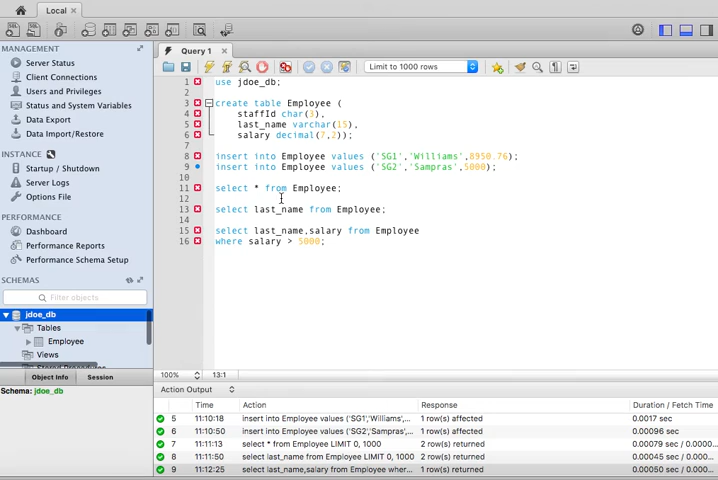 Local
MANAGEMENT
Server Status
Client Connections
Users and Privileges
Status and System Variables
Data Export
Data Import/Restore
INSTANCE
Startup / Shutdown
Server Logs
Options File
PERFORMANCE
Dashboard
Performance Reports
Performance Schema Setup
SCHEMAS
Filter objects
jdoe_db
Tables
Employee
Views
Object Info Session
Schema: jdoe_db
Query 1
Limit to 1000 rows
1 use jdoe_db;
2
3 create table Employee (
4 staffId char(3),
5 last_name varchar(15),
6 salary decimal(7,2));
8 insert into Employee values ('SG1','Williams',8950.76);
9 insert into Employee values ('SG2','Sampras',5000);
10
11 select * from Employee;
12
13 select last_name from Employee;
14
15 select last_name,salary from Employee
16 where salary > 5000;
100% 13:1
Action Output
Time Action Response Duration / Fetch Time
5 11:10:18 insert into Employee values ('SG1','Williams',... 1 row(s) affected 0.0017 sec
6 11:10:50 insert into Employee values ('SG2','Sampras',... 1 row(s) affected 0.00096 sec
7 11:11:13 select * from Employee LIMIT 0, 1000 2 row(s) returned 0.00079 sec / 0.0000...
8 11:11:50 select last_name from Employee LIMIT 0, 1000 2 row(s) returned 0.00045 sec / 0.0000...
9 11:12:25 select last_name,salary from Employee wher... 1 row(s) returned 0.00050 sec / 0.000...